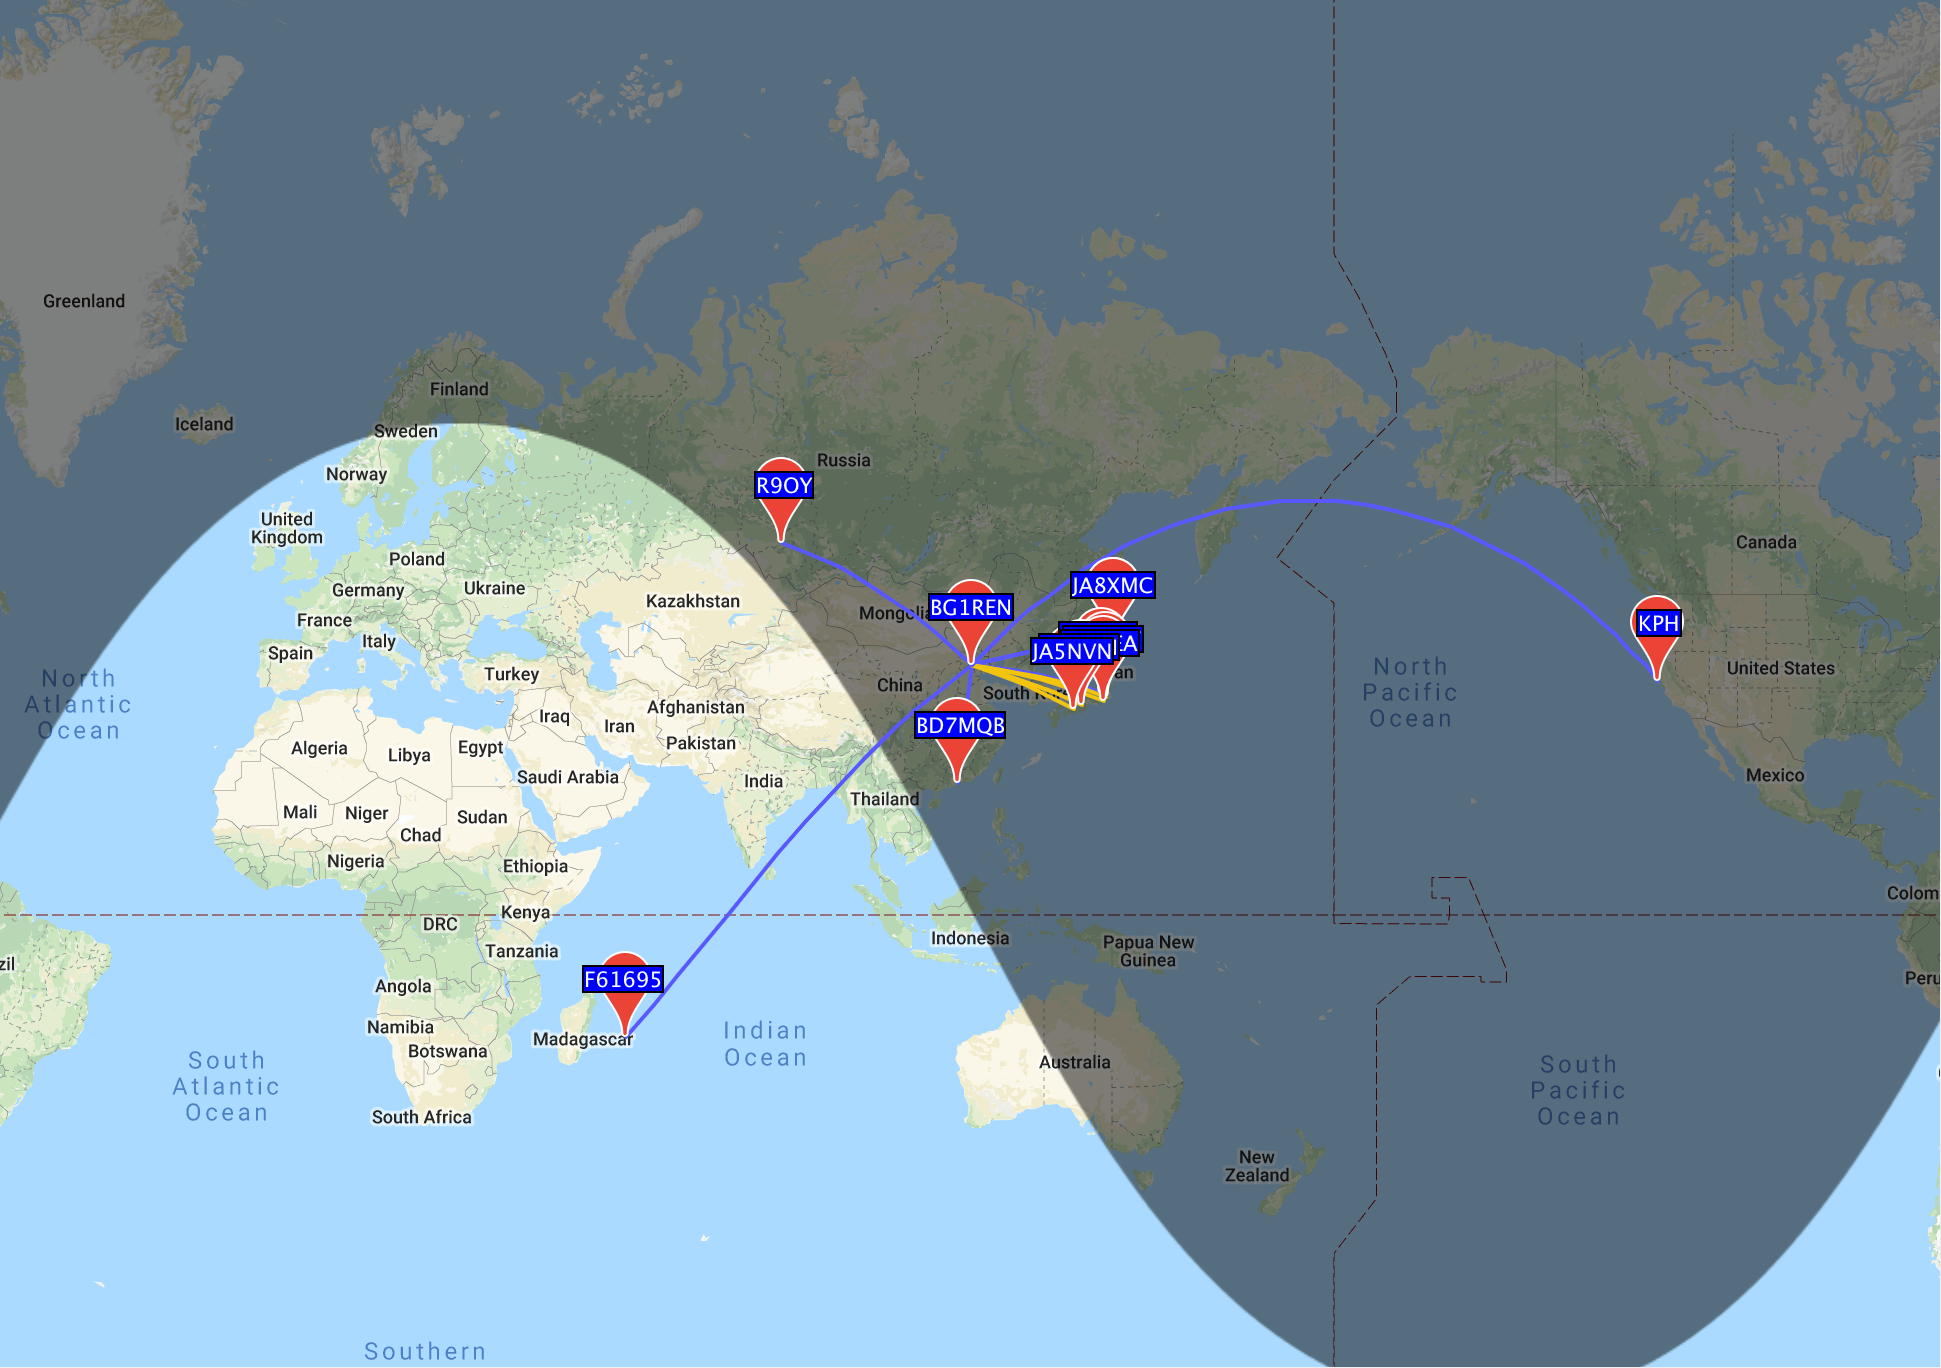 Greenland
Finland
Iceland
Sweden
Russia
Norway
R9OY
United
Kingdom
Canada
Poland
Germany
Ukraine
JA8XMC
Kazakhstan
BG1REN
Mongolia
France
KPH
Italy
Spain
JA5NVN
EA
North
Atlantic
Ocean
Turkey
China
South
North
Pacific
Ocean
United States
Afghanistan
Iraq
Iran
BD7MQB
Algeria
Libya
Egypt
Pakistan
Saudi Arabia
India
Mexico
Thailand
Mali
Niger
Sudan
Chad
Nigeria
Ethiopia
Colom
Kenya
DRC
Indonesia
Papua New
Guinea
Tanzania
zil
F61695
Angola
Peru
Namibia
Madagascar
Botswana
Indian
Ocean
Australia
South
Atlantic
Ocean
South
Pacific
Ocean
South Africa
New
Zealand
Southern